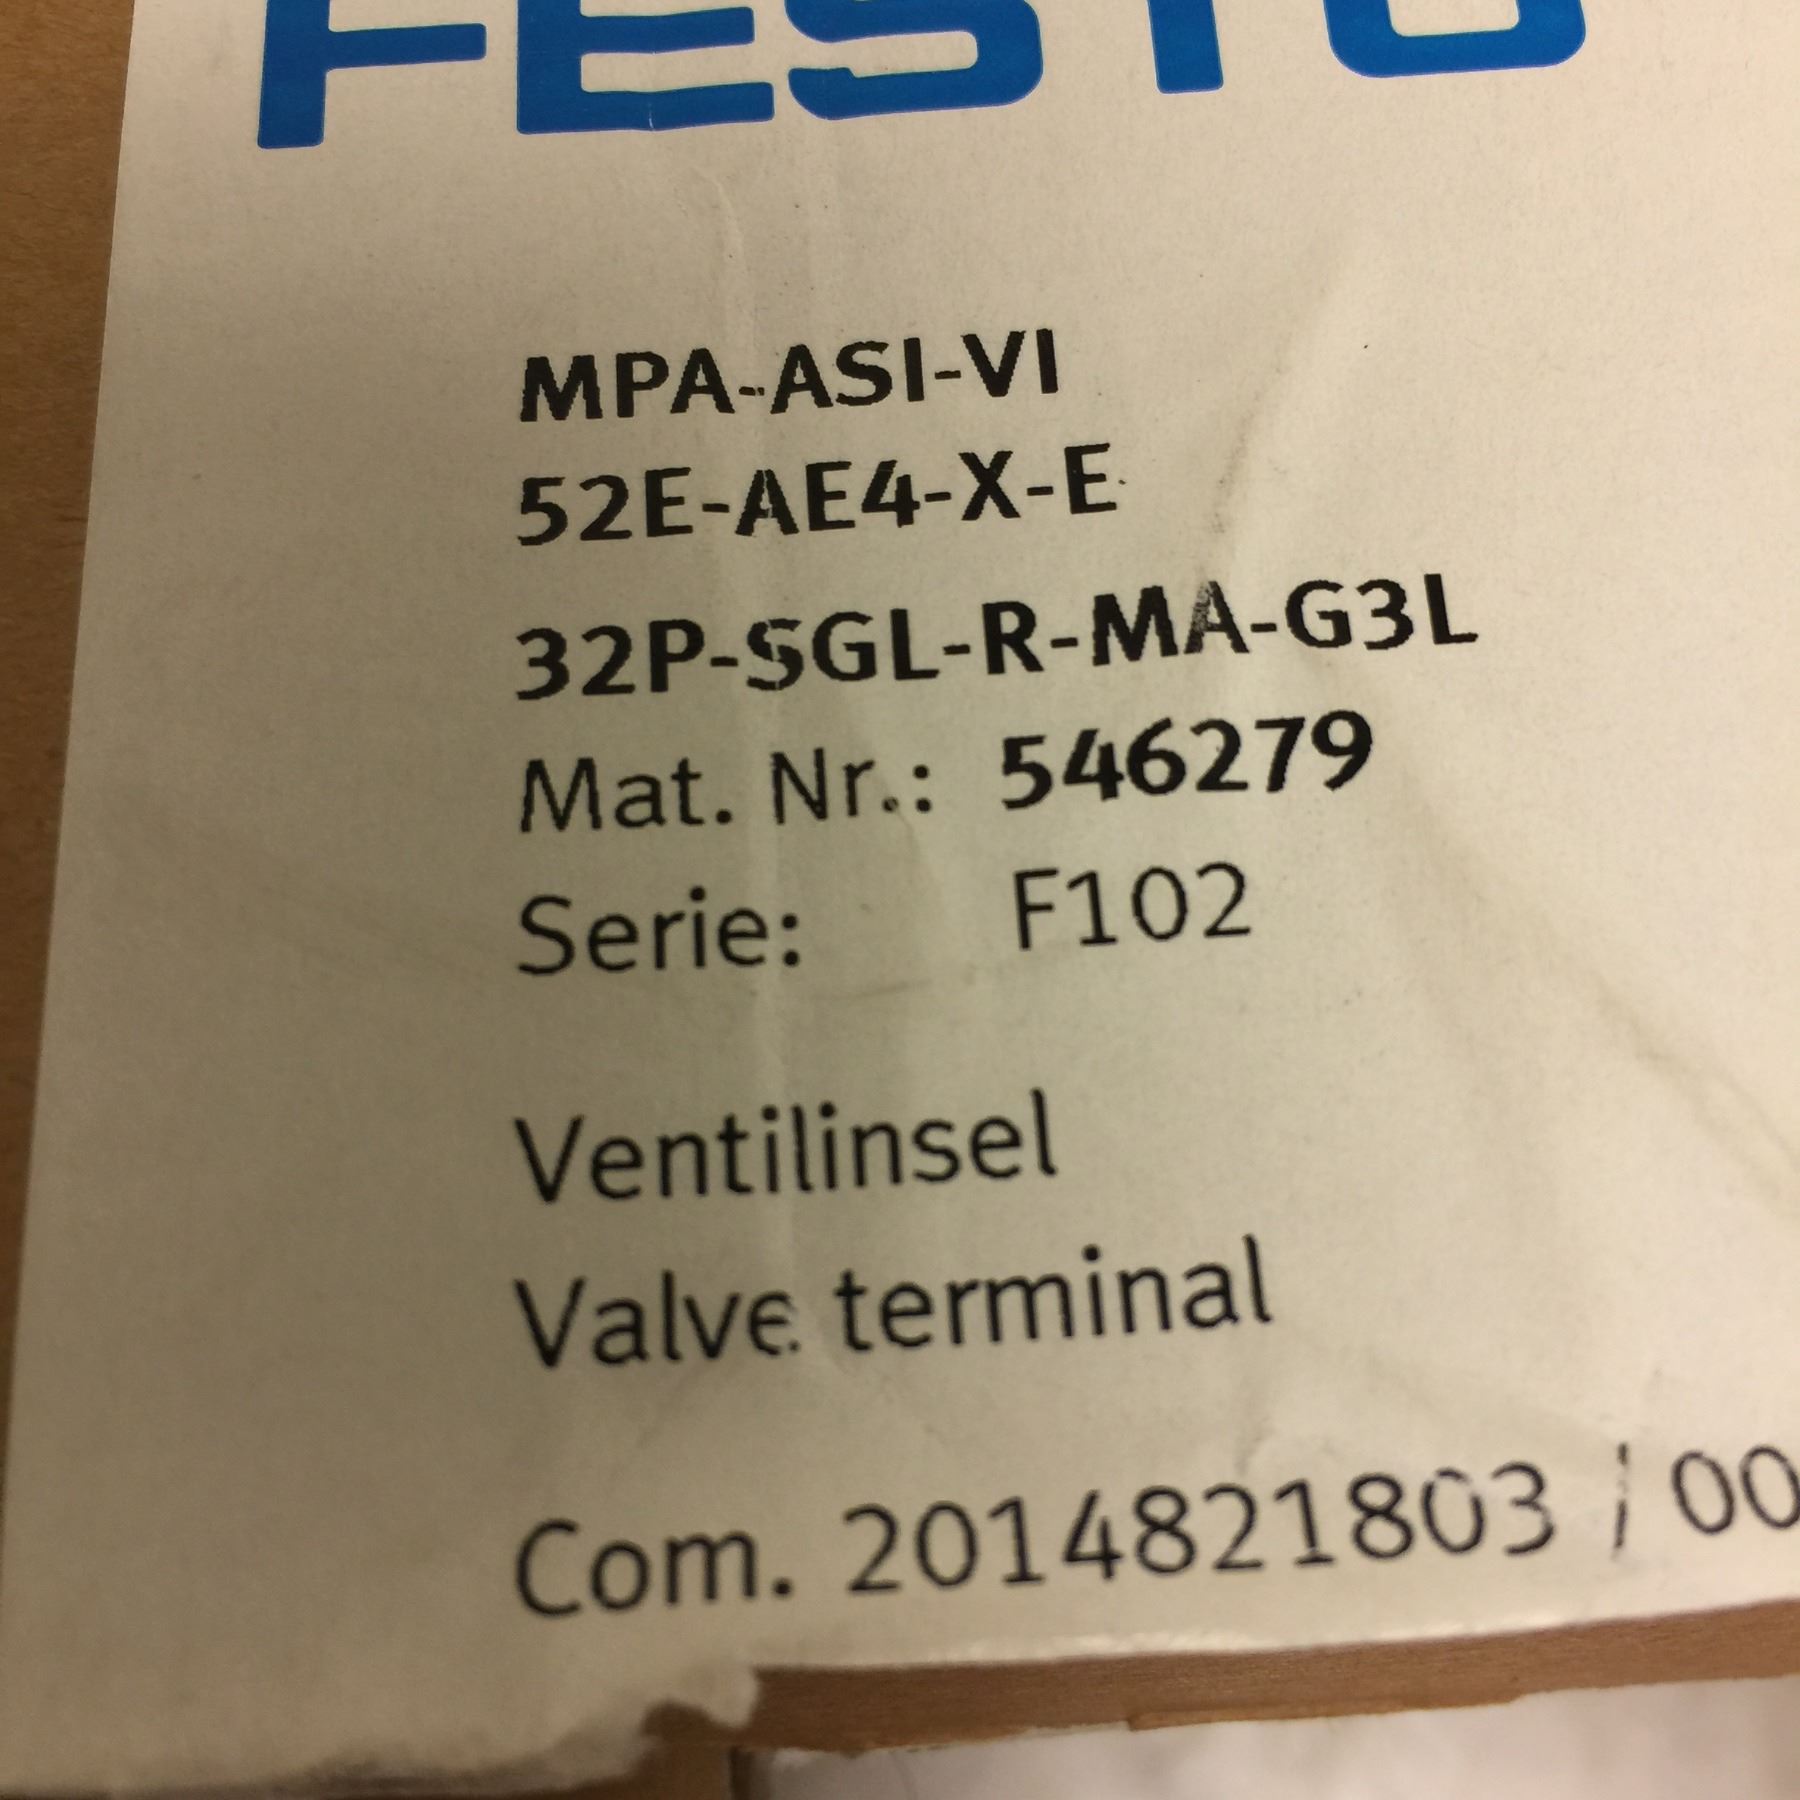 FESTO
MPA-ASI-VI
52E-AE4-X-E
32P-SGL-R-MA-G3L
Mat. Nr.: 546279
Serie: F102
Ventilinsel
Valve terminal
Com. 2014821803 / 00